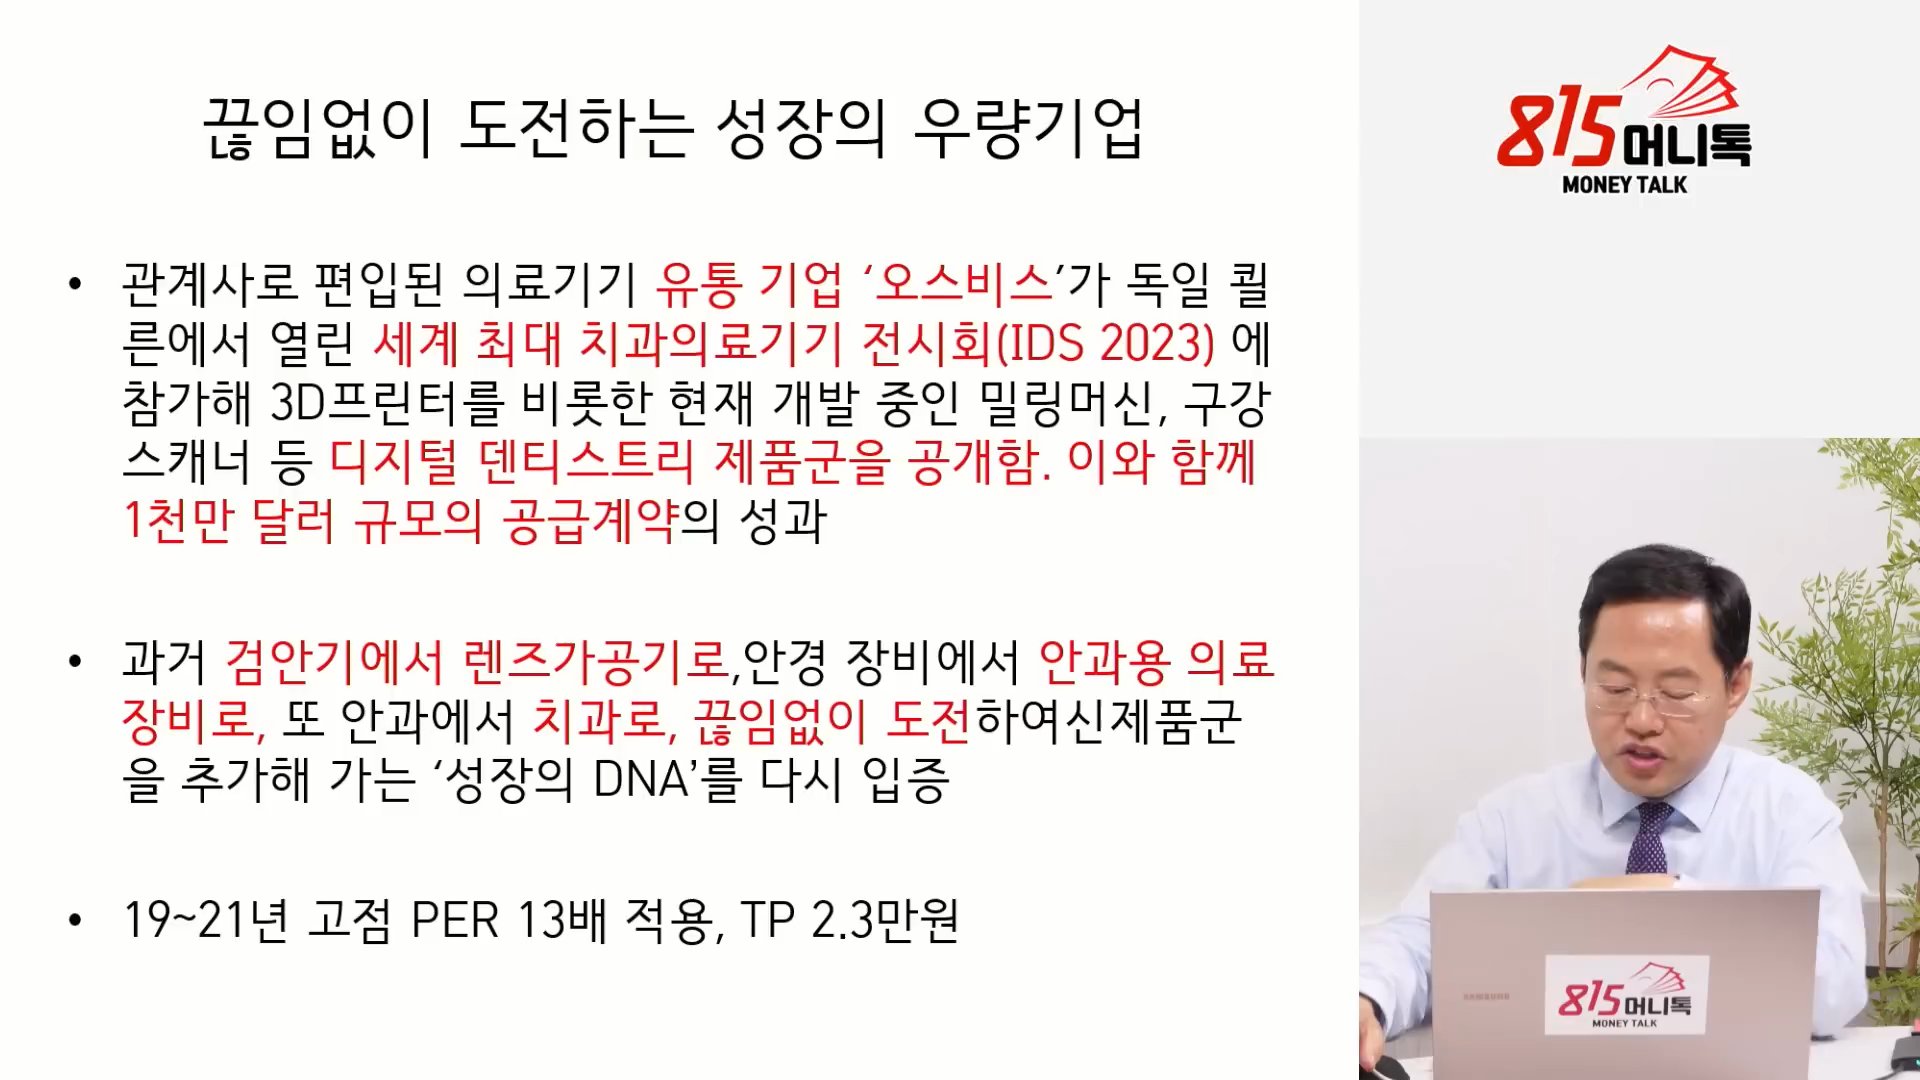 끊임없이 도전하는 성장의 우량기업
• 관계사로 편입된 의료기기 유통 기업 ‘오스비스’가 독일 쾰
른에서 열린 세계 최대 치과의료기기 전시회(IDS 2023) 에
참가해 3D프린터를 비롯한 현재 개발 중인 밀링머신, 구강
스캐너 등 디지털 덴티스트리 제품군을 공개함. 이와 함께
1천만 달러 규모의 공급계약의 성과
• 과거 검안기에서 렌즈가공기로,안경 장비에서 안과용 의료
장비로, 또 안과에서 치과로, 끊임없이 도전하여신제품군
을 추가해 가는 ‘성장의 DNA’를 다시 입증
• 19~21년 고점 PER 13배 적용, TP 2.3만원
815머니톡
MONEY TALK
815머니톡
MONEY TALK